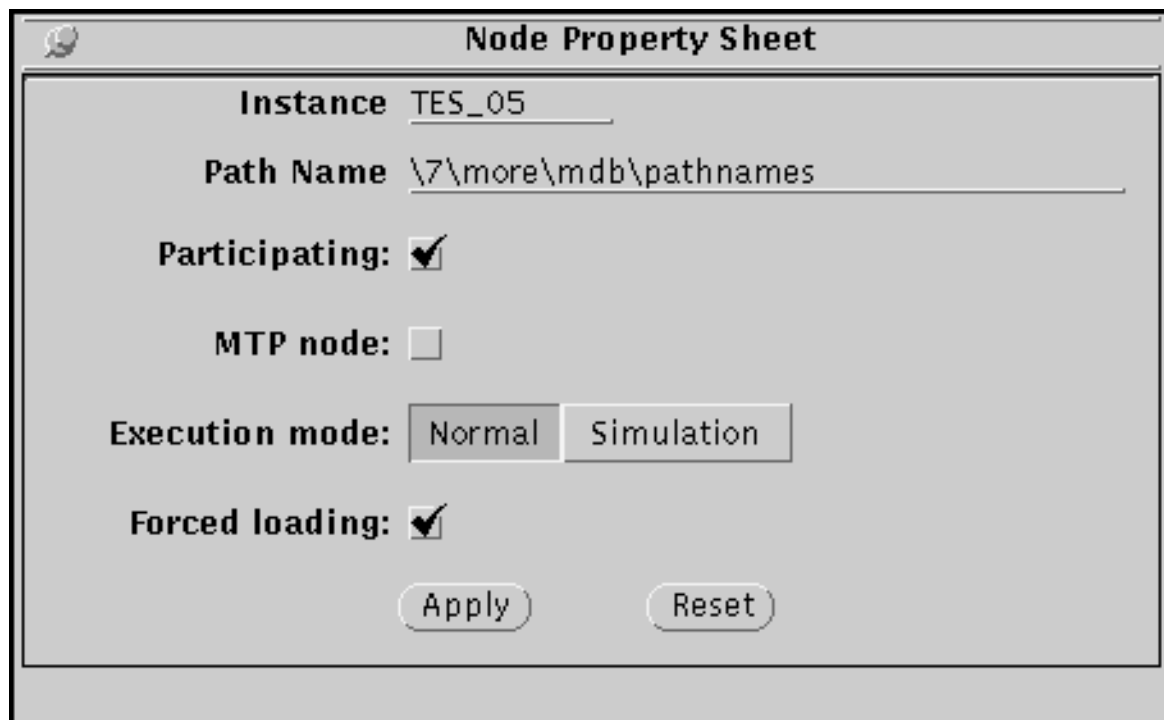 Node Property Sheet
Instance TES_05
Path Name \7\more\mdb\pathnames
Participating:
MTP node:
Execution mode: Normal Simulation
Forced loading:
Apply Reset